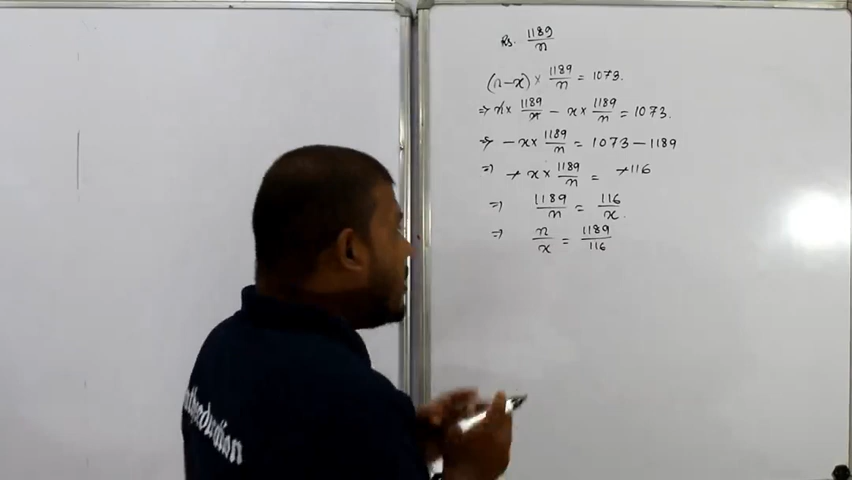 Rs. 1189/n
(n-x) × 1189/n = 1073.
⇒ n × 1189/n - x × 1189/n = 1073.
⇒ - x × 1189/n = 1073 - 1189
⇒ - x × 1189/n = -116
⇒ 1189/n = 116/x.
⇒ n/x = 1189/116